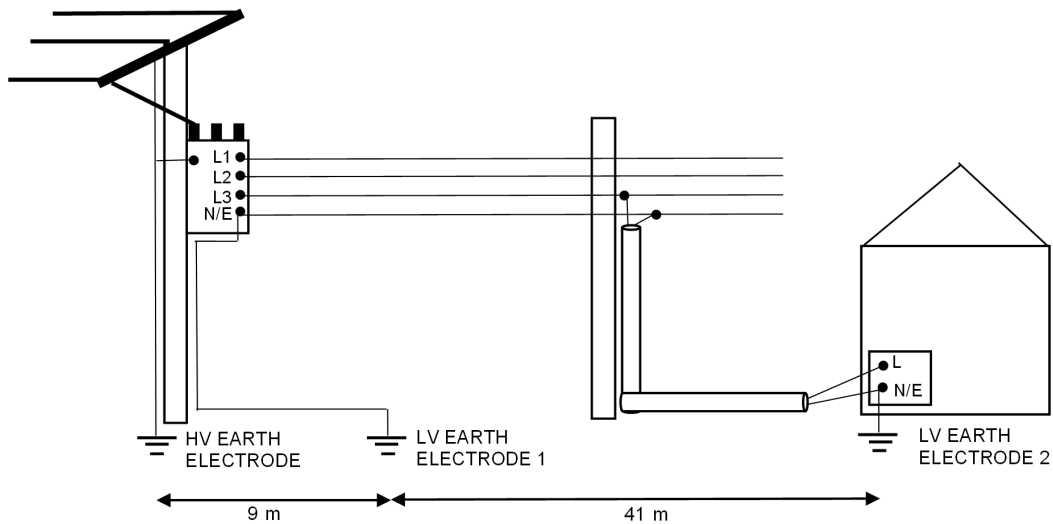 L1
L2
L3
N/E
L
N/E
HV EARTH
ELECTRODE
LV EARTH
ELECTRODE 1
LV EARTH
ELECTRODE 2
9 m
41 m